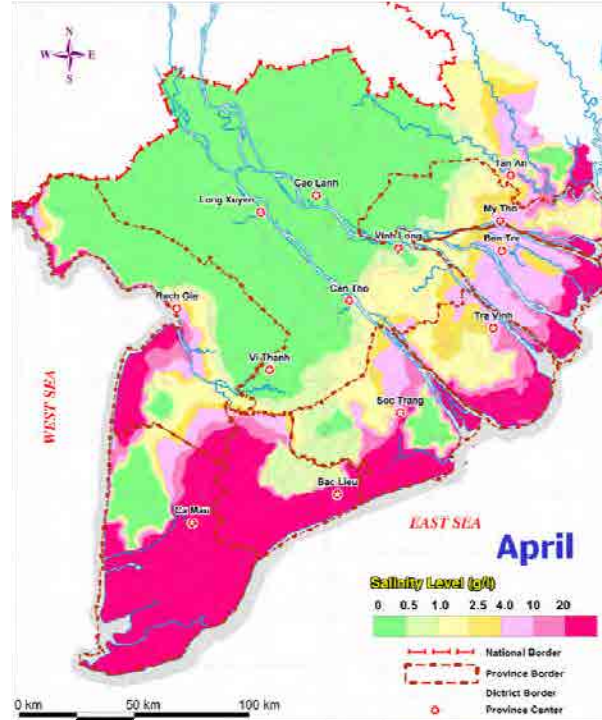 N
W E
S
Tan An
Cao Lanh
Long Xuyen
My Tho
Vinh Long
Ben Tre
Can Tho
Rach Gia
Tra Vinh
Vi Thanh
Soc Trang
WEST SEA
Bac Lieu
Ca Mau
EAST SEA
April
Salinity Level (g/l)
0 0.5 1.0 2.5 4.0 10 20
National Border
Province Border
District Border
Province Center
0 km 50 km 100 km